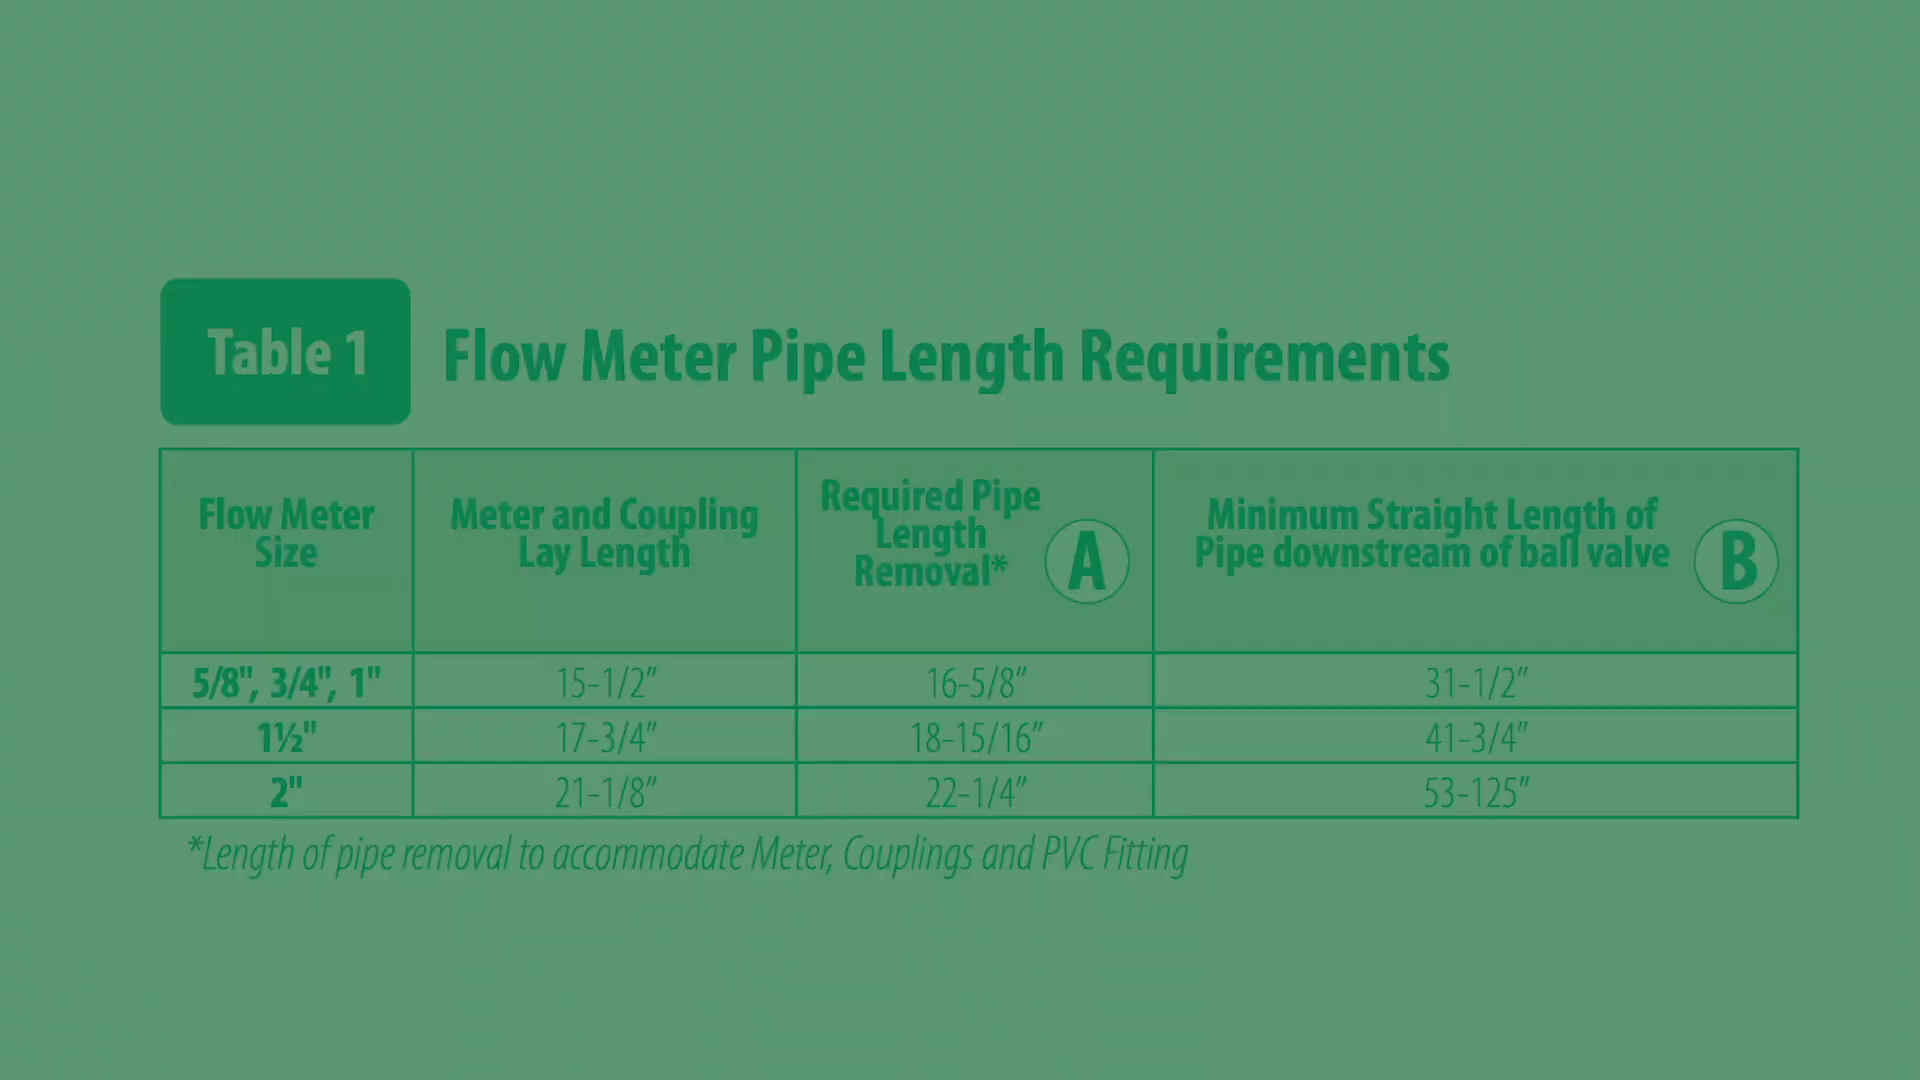 Table 1
Flow Meter Pipe Length Requirements
Flow Meter
Size
Meter and Coupling
Lay Length
Required Pipe
Length
Removal*
A
Minimum Straight Length of
Pipe downstream of ball valve
B
5/8", 3/4", 1"
15-1/2”
16-5/8”
31-1/2”
1½"
17-3/4”
18-15/16”
41-3/4”
2"
21-1/8”
22-1/4”
53-125”
*Length of pipe removal to accommodate Meter, Couplings and PVC Fitting